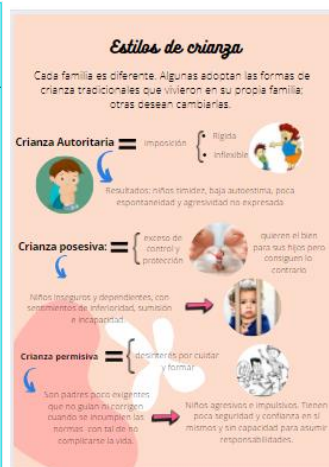 Estilos de crianza
Cada familia es diferente. Algunas adoptan las formas de
crianza tradicionales que vivieron en su propia familia;
otras desean cambiarlas.
Crianza Autoritaria = imposición { • Rígida
• Inflexible
Resultados: niños timidez, baja autoestima, poca
espontaneidad y agresividad no expresada
Crianza posesiva: = { exceso de
control y
protección
quieren el bien
para sus hijos pero
consiguen lo
contrario
Niños inseguros y dependientes, con
sentimientos de inferioridad, sumisión
e incapacidad
Crianza permisiva = { desinterés por cuidar
y formar
Son padres poco exigentes
que no guían ni corrigen
cuando se incumplen las
normas con tal de no
complicarse la vida.
Niños agresivos e impulsivos. Tienen
poca seguridad y confianza en sí
mismos y sin capacidad para asumir
responsabilidades.